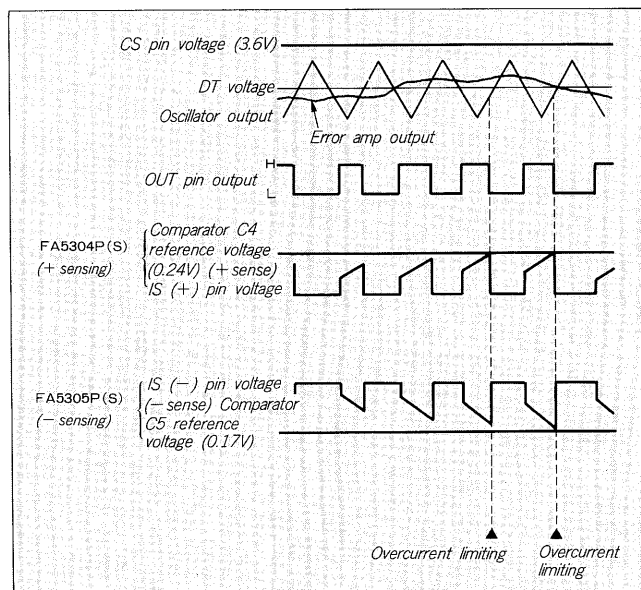 CS pin voltage (3.6V)
DT voltage
Oscillator output
Error amp output
H
OUT pin output
L
FA5304P(S)
(+ sensing)
Comparator C4
reference voltage
(0.24V) (+ sense)
IS (+) pin voltage
FA5305P(S)
(− sensing)
IS (−) pin voltage
(− sense) Comparator
C5 reference
voltage (0.17V)
Overcurrent limiting
Overcurrent
limiting